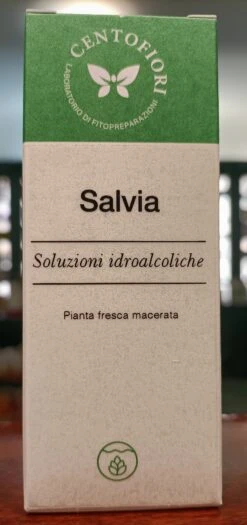 CENTOFIORI
LABORATORIO DI FITOPREPARAZIONI
Salvia
Soluzioni idroalcoliche
Pianta fresca macerata